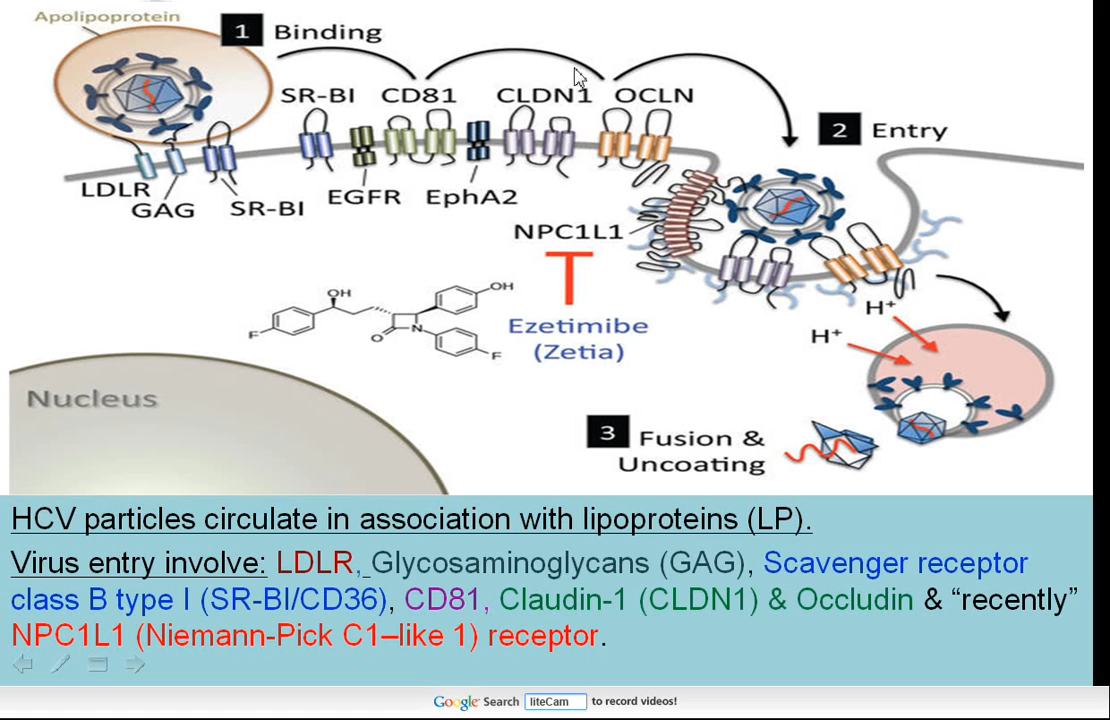 Apolipoprotein
1 Binding
SR-BI CD81 CLDN1 OCLN
2 Entry
LDLR
GAG
SR-BI
EGFR EphA2
NPC1L1
OH
OH
F
O
N
F
Ezetimibe
(Zetia)
H+
H+
Nucleus
3 Fusion &
Uncoating
HCV particles circulate in association with lipoproteins (LP).
Virus entry involve: LDLR, Glycosaminoglycans (GAG), Scavenger receptor
class B type I (SR-BI/CD36), CD81, Claudin-1 (CLDN1) & Occludin & “recently”
NPC1L1 (Niemann-Pick C1–like 1) receptor.
Google Search liteCam to record videos!